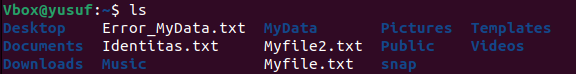 Vbox@yusuf:~$ ls
Desktop Error_MyData.txt MyData Pictures Templates
Documents Identitas.txt Myfile2.txt Public Videos
Downloads Music Myfile.txt snap